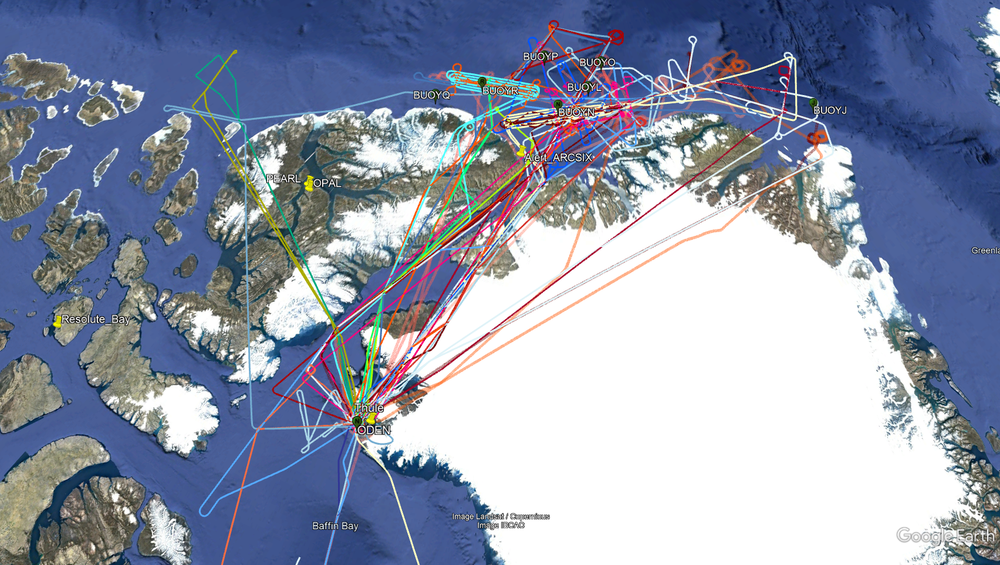 BUOYP
BUOYO
BUOYQ
R
BUOYR
BUOYL
N
BUOYN
J
BUOYJ
Alert_ARCSIX
PEARL
OPAL
Resolute_Bay
Thule
N
ODEN
Baffin Bay
Greenla
Image Landsat / Copernicus
Image IBCAO
Google Earth